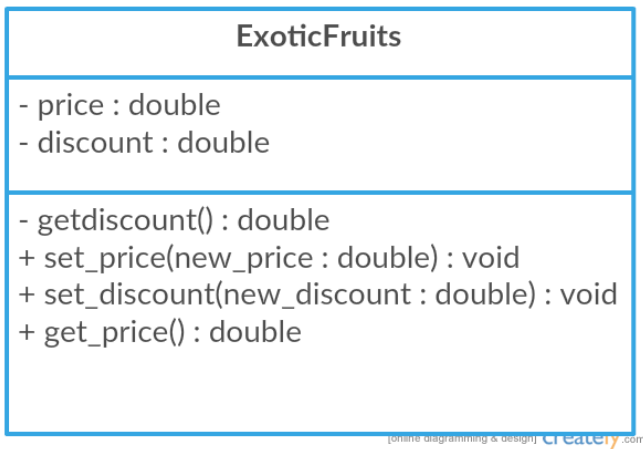 ExoticFruits
- price : double
- discount : double
- getdiscount() : double
+ set_price(new_price : double) : void
+ set_discount(new_discount : double) : void
+ get_price() : double
[online diagramming & design] creately.com